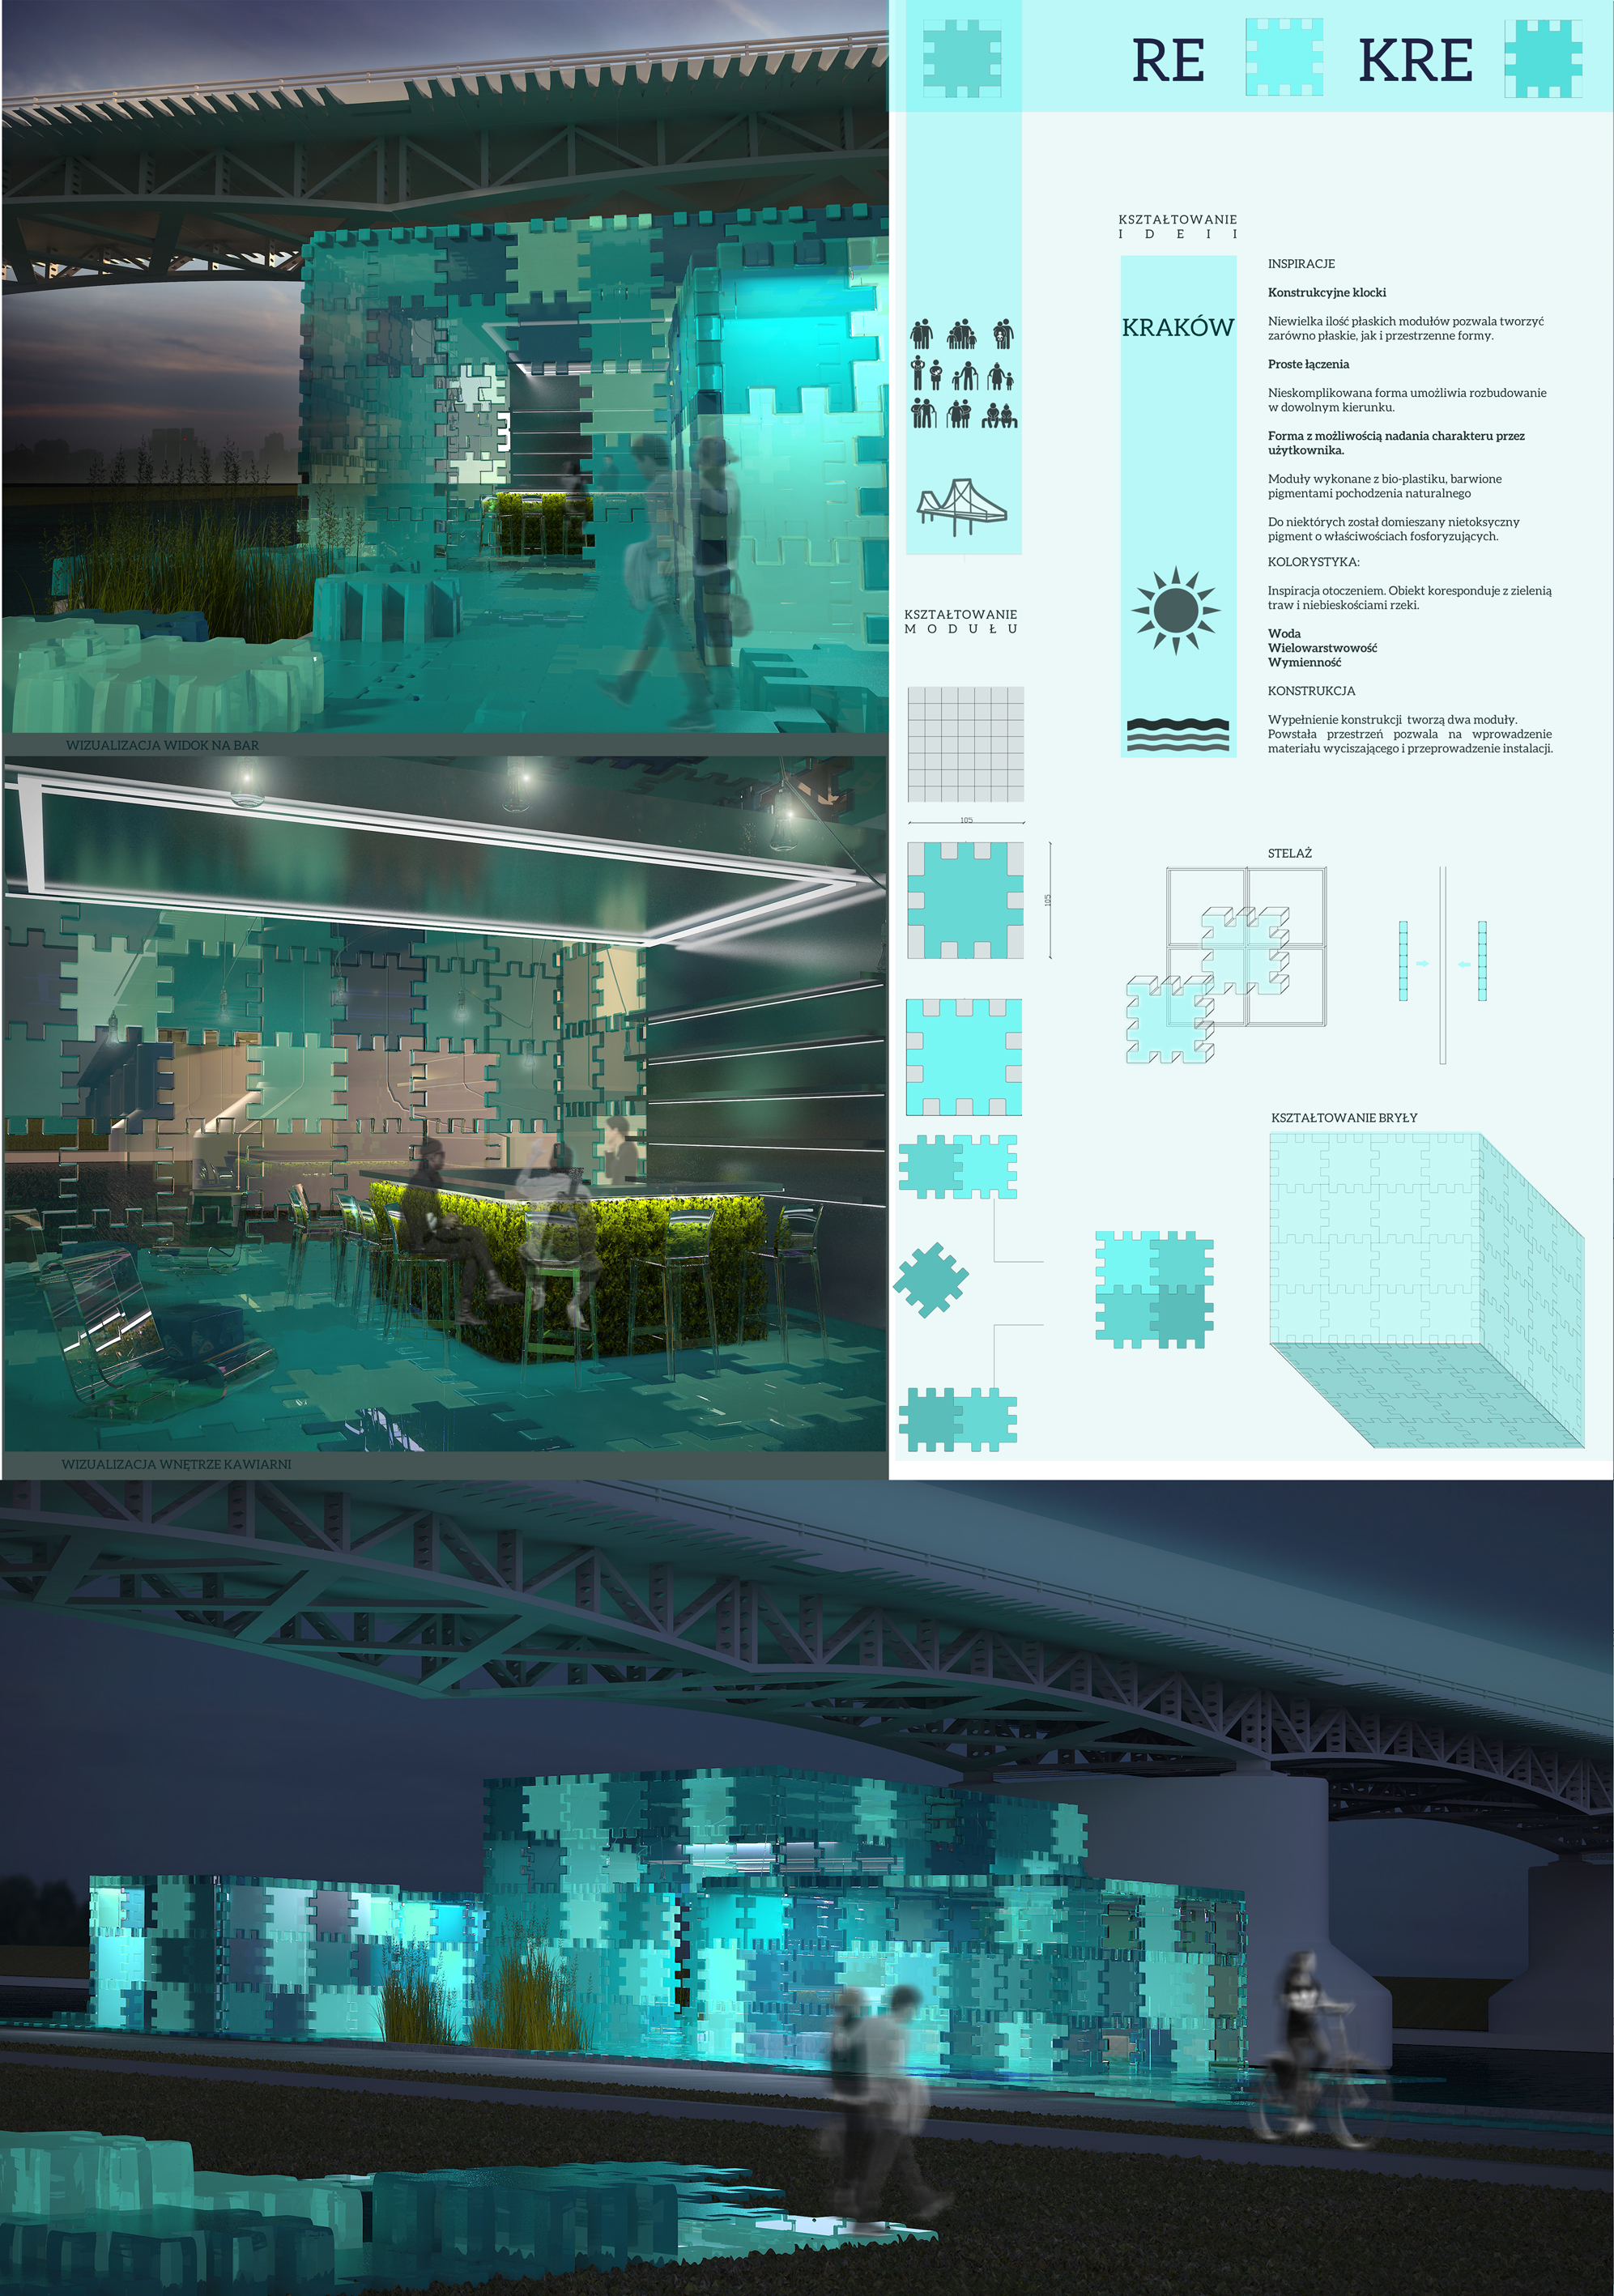 RE KRE
KSZTAŁTOWANIE
IDEII
KRAKÓW
INSPIRACJE
Konstrukcyjne klocki
Niewielka ilość płaskich modułów pozwala tworzyć
zarówno płaskie, jak i przestrzenne formy.
Proste łączenia
Nieskomplikowana forma umożliwia rozbudowanie
w dowolnym kierunku.
Forma z możliwością nadania charakteru przez
użytkownika.
Moduły wykonane z bio-plastiku, barwione
pigmentami pochodzenia naturalnego
Do niektórych został domieszany nietoksyczny
pigment o właściwościach fosforyzujących.
KOLORYSTYKA:
Inspiracja otoczeniem. Obiekt koresponduje z zielenią
traw i niebieskościami rzeki.
Woda
Wielowarstwowość
Wymienność
KONSTRUKCJA
Wypełnienie konstrukcji tworzą dwa moduły.
Powstała przestrzeń pozwala na wprowadzenie
materiału wyciszającego i przeprowadzenie instalacji.
KSZTAŁTOWANIE
MODUŁU
105
105
STELAŻ
KSZTAŁTOWANIE BRYŁY
WIZUALIZACJA WIDOK NA BAR
WIZUALIZACJA WNĘTRZE KAWIARNI